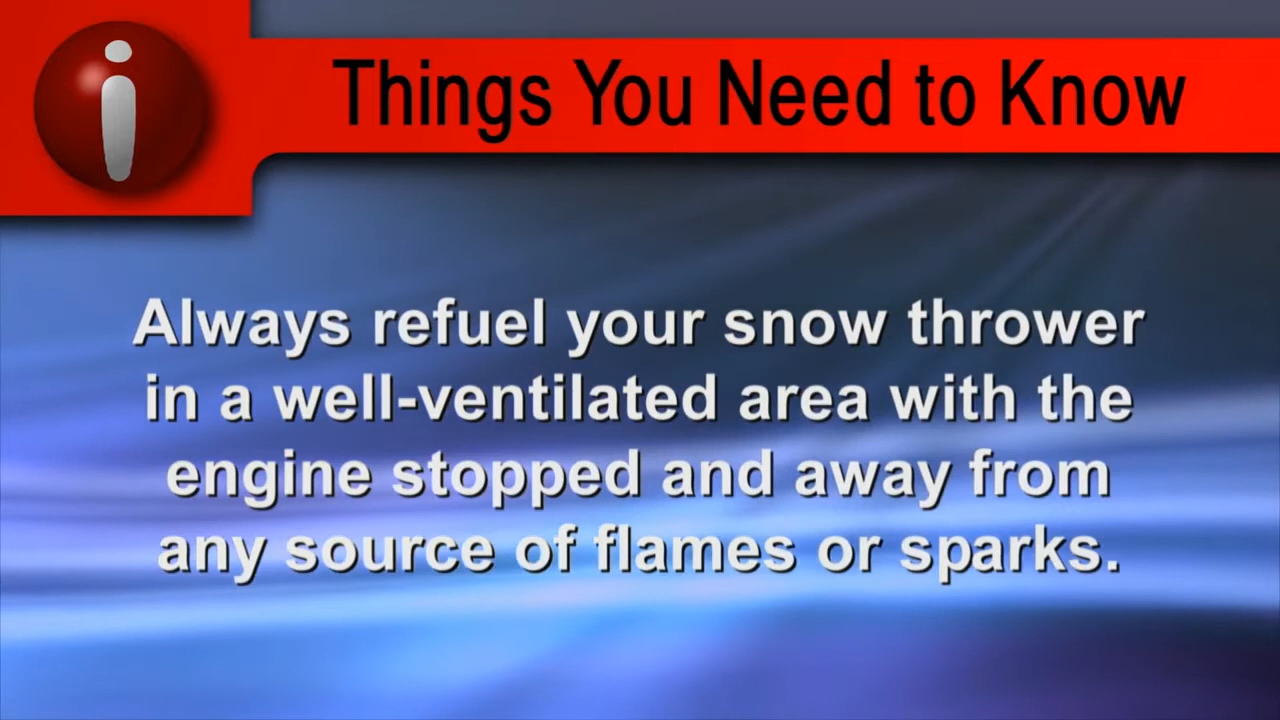 i
Things You Need to Know
Always refuel your snow thrower
in a well-ventilated area with the
engine stopped and away from
any source of flames or sparks.